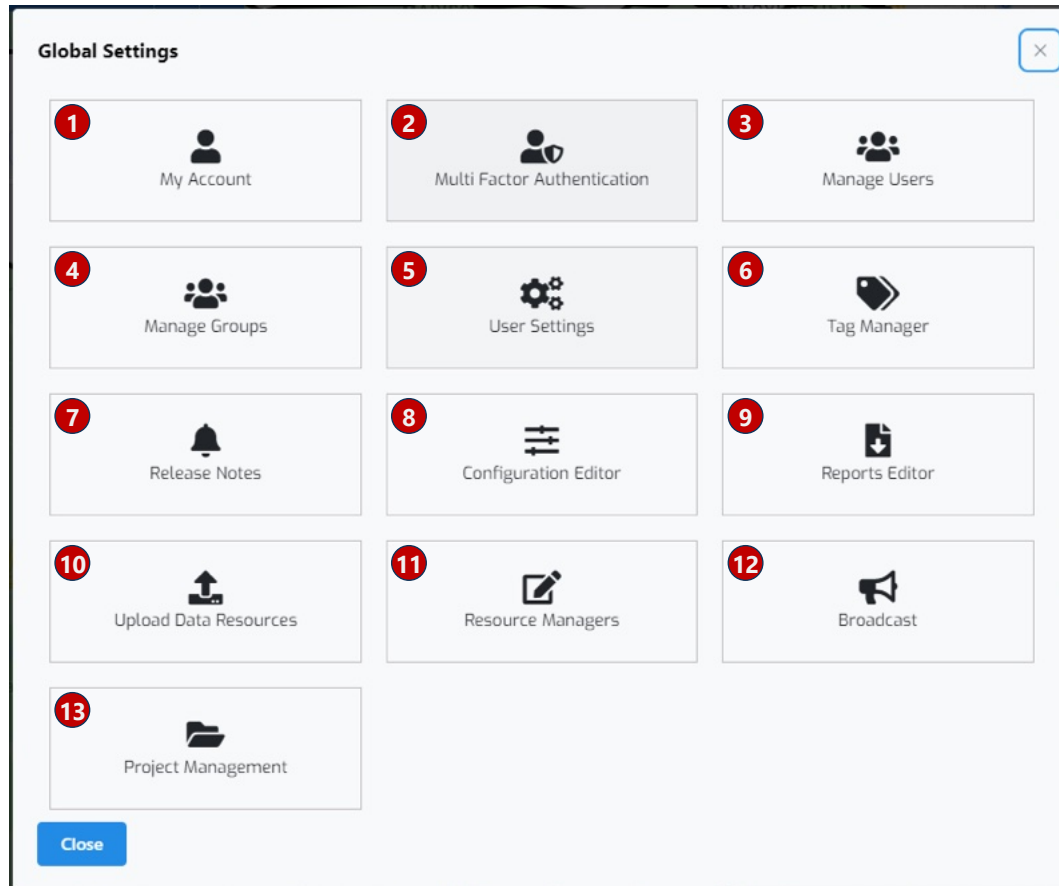 Global Settings
1
My Account
2
Multi Factor Authentication
3
Manage Users
4
Manage Groups
5
User Settings
6
Tag Manager
7
Release Notes
8
Configuration Editor
9
Reports Editor
10
Upload Data Resources
11
Resource Managers
12
Broadcast
13
Project Management
Close